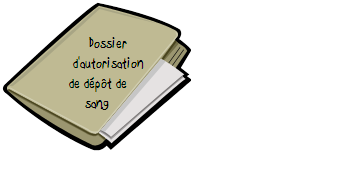 Dossier
d'autorisation
de dépôt de
sang